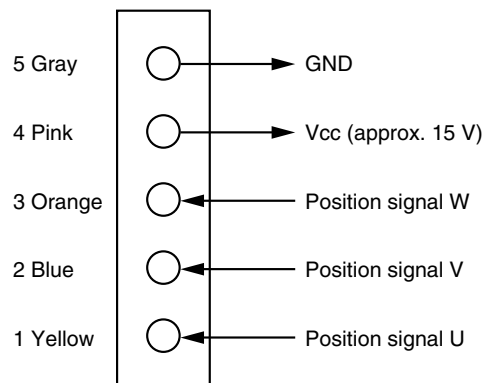 5 Gray GND
4 Pink Vcc (approx. 15 V)
3 Orange Position signal W
2 Blue Position signal V
1 Yellow Position signal U